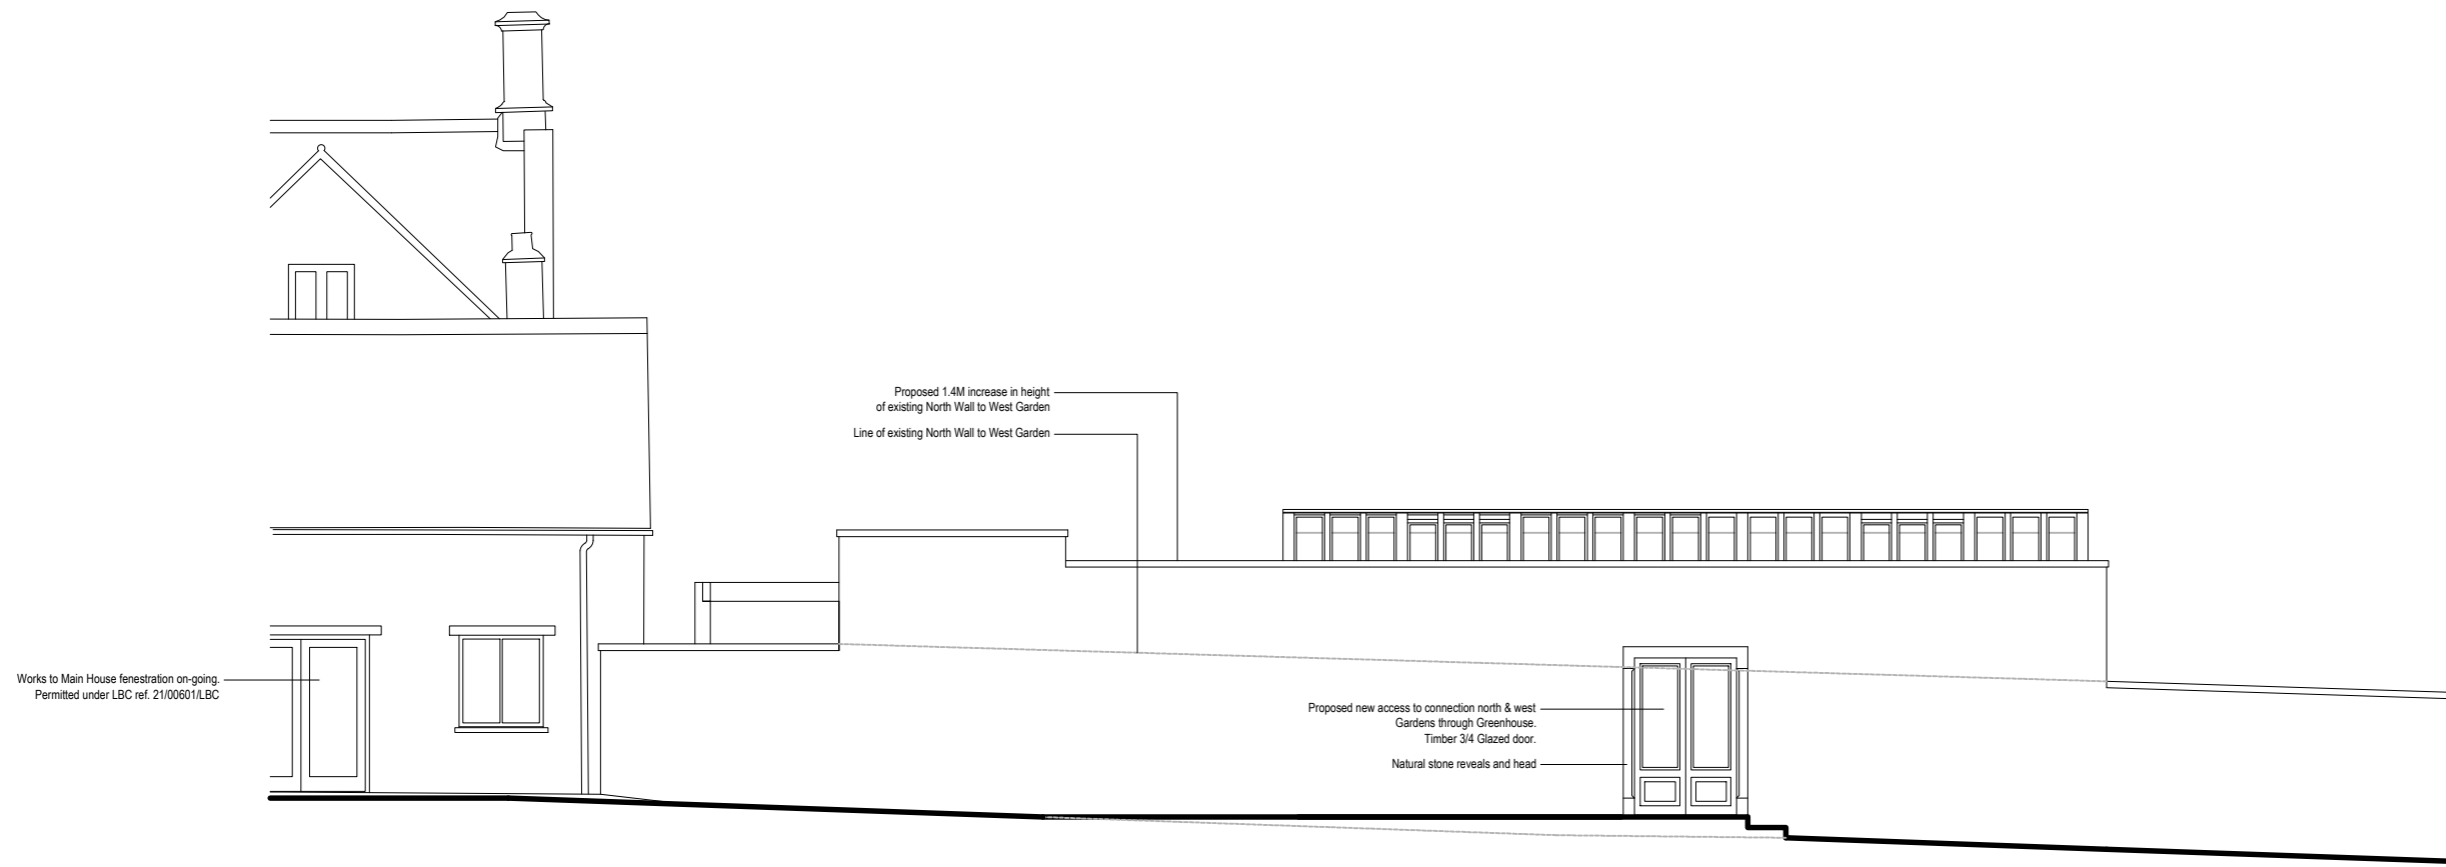 Proposed 1.4M increase in height
of existing North Wall to West Garden
Line of existing North Wall to West Garden
Works to Main House fenestration on-going.
Permitted under LBC ref. 21/00601/LBC
Proposed new access to connection north & west
Gardens through Greenhouse.
Timber 3/4 Glazed door.
Natural stone reveals and head